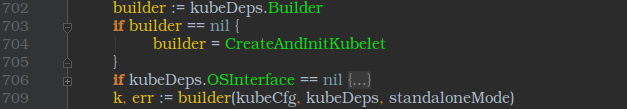 702 builder := kubeDeps.Builder
703 if builder == nil {
704 builder = CreateAndInitKubelet
705 }
706 if kubeDeps.OSInterface == nil {...}
709 k, err := builder(kubeCfg, kubeDeps, standaloneMode)